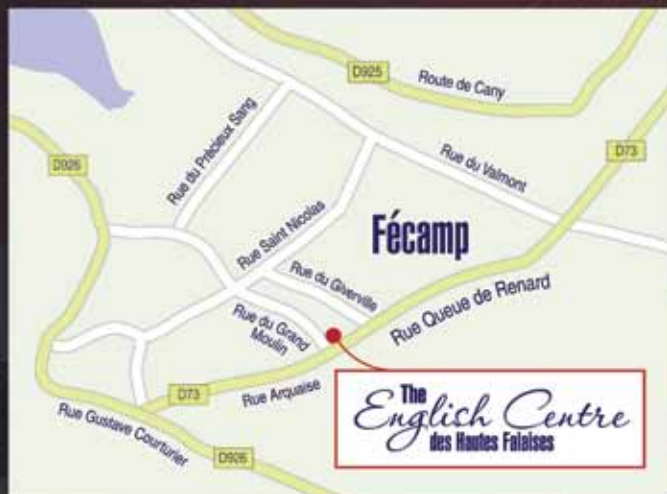 D925
Route de Cany
D926
Rue du Précieux Sang
D73
Rue du Valmont
Rue Saint Nicolas
Fécamp
Rue du Giverville
Rue Queue de Renard
Rue du Grand
Moulin
D73
Rue Arquaise
Rue Gustave Courturier
D926
The
English Centre
des Hautes Falaises